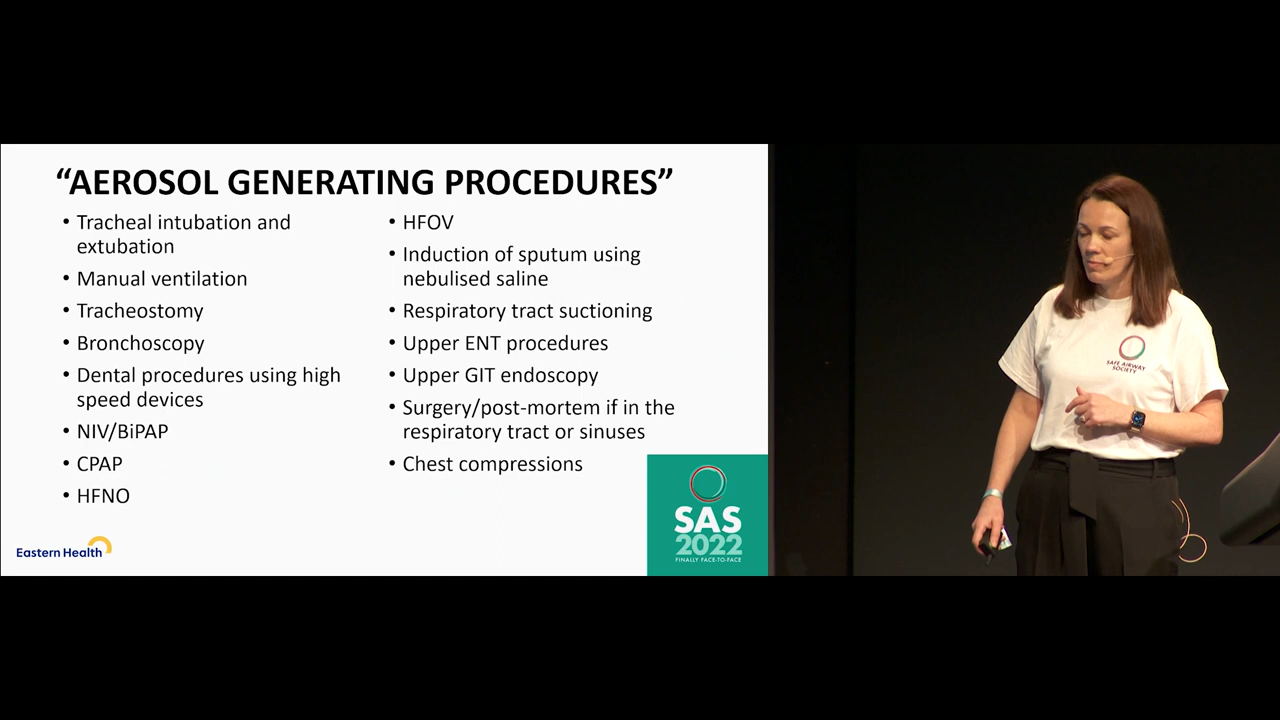 “AEROSOL GENERATING PROCEDURES”
• Tracheal intubation and
extubation
• Manual ventilation
• Tracheostomy
• Bronchoscopy
• Dental procedures using high
speed devices
• NIV/BiPAP
• CPAP
• HFNO
• HFOV
• Induction of sputum using
nebulised saline
• Respiratory tract suctioning
• Upper ENT procedures
• Upper GIT endoscopy
• Surgery/post-mortem if in the
respiratory tract or sinuses
• Chest compressions
Eastern Health
SAS
2022
FINALLY FACE-TO-FACE
SAFE AIRWAY
SOCIETY